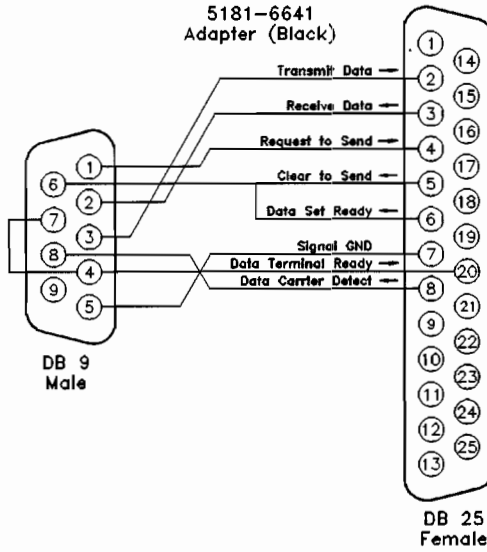 5181-6641
Adapter (Black)
Transmit Data
Receive Data
Request to Send
Clear to Send
Data Set Ready
Signal GND
Data Terminal Ready
Data Carrier Detect
1
2
3
4
5
6
7
8
9
DB 9
Male
1
2
3
4
5
6
7
8
9
10
11
12
13
14
15
16
17
18
19
20
21
22
23
24
25
DB 25
Female